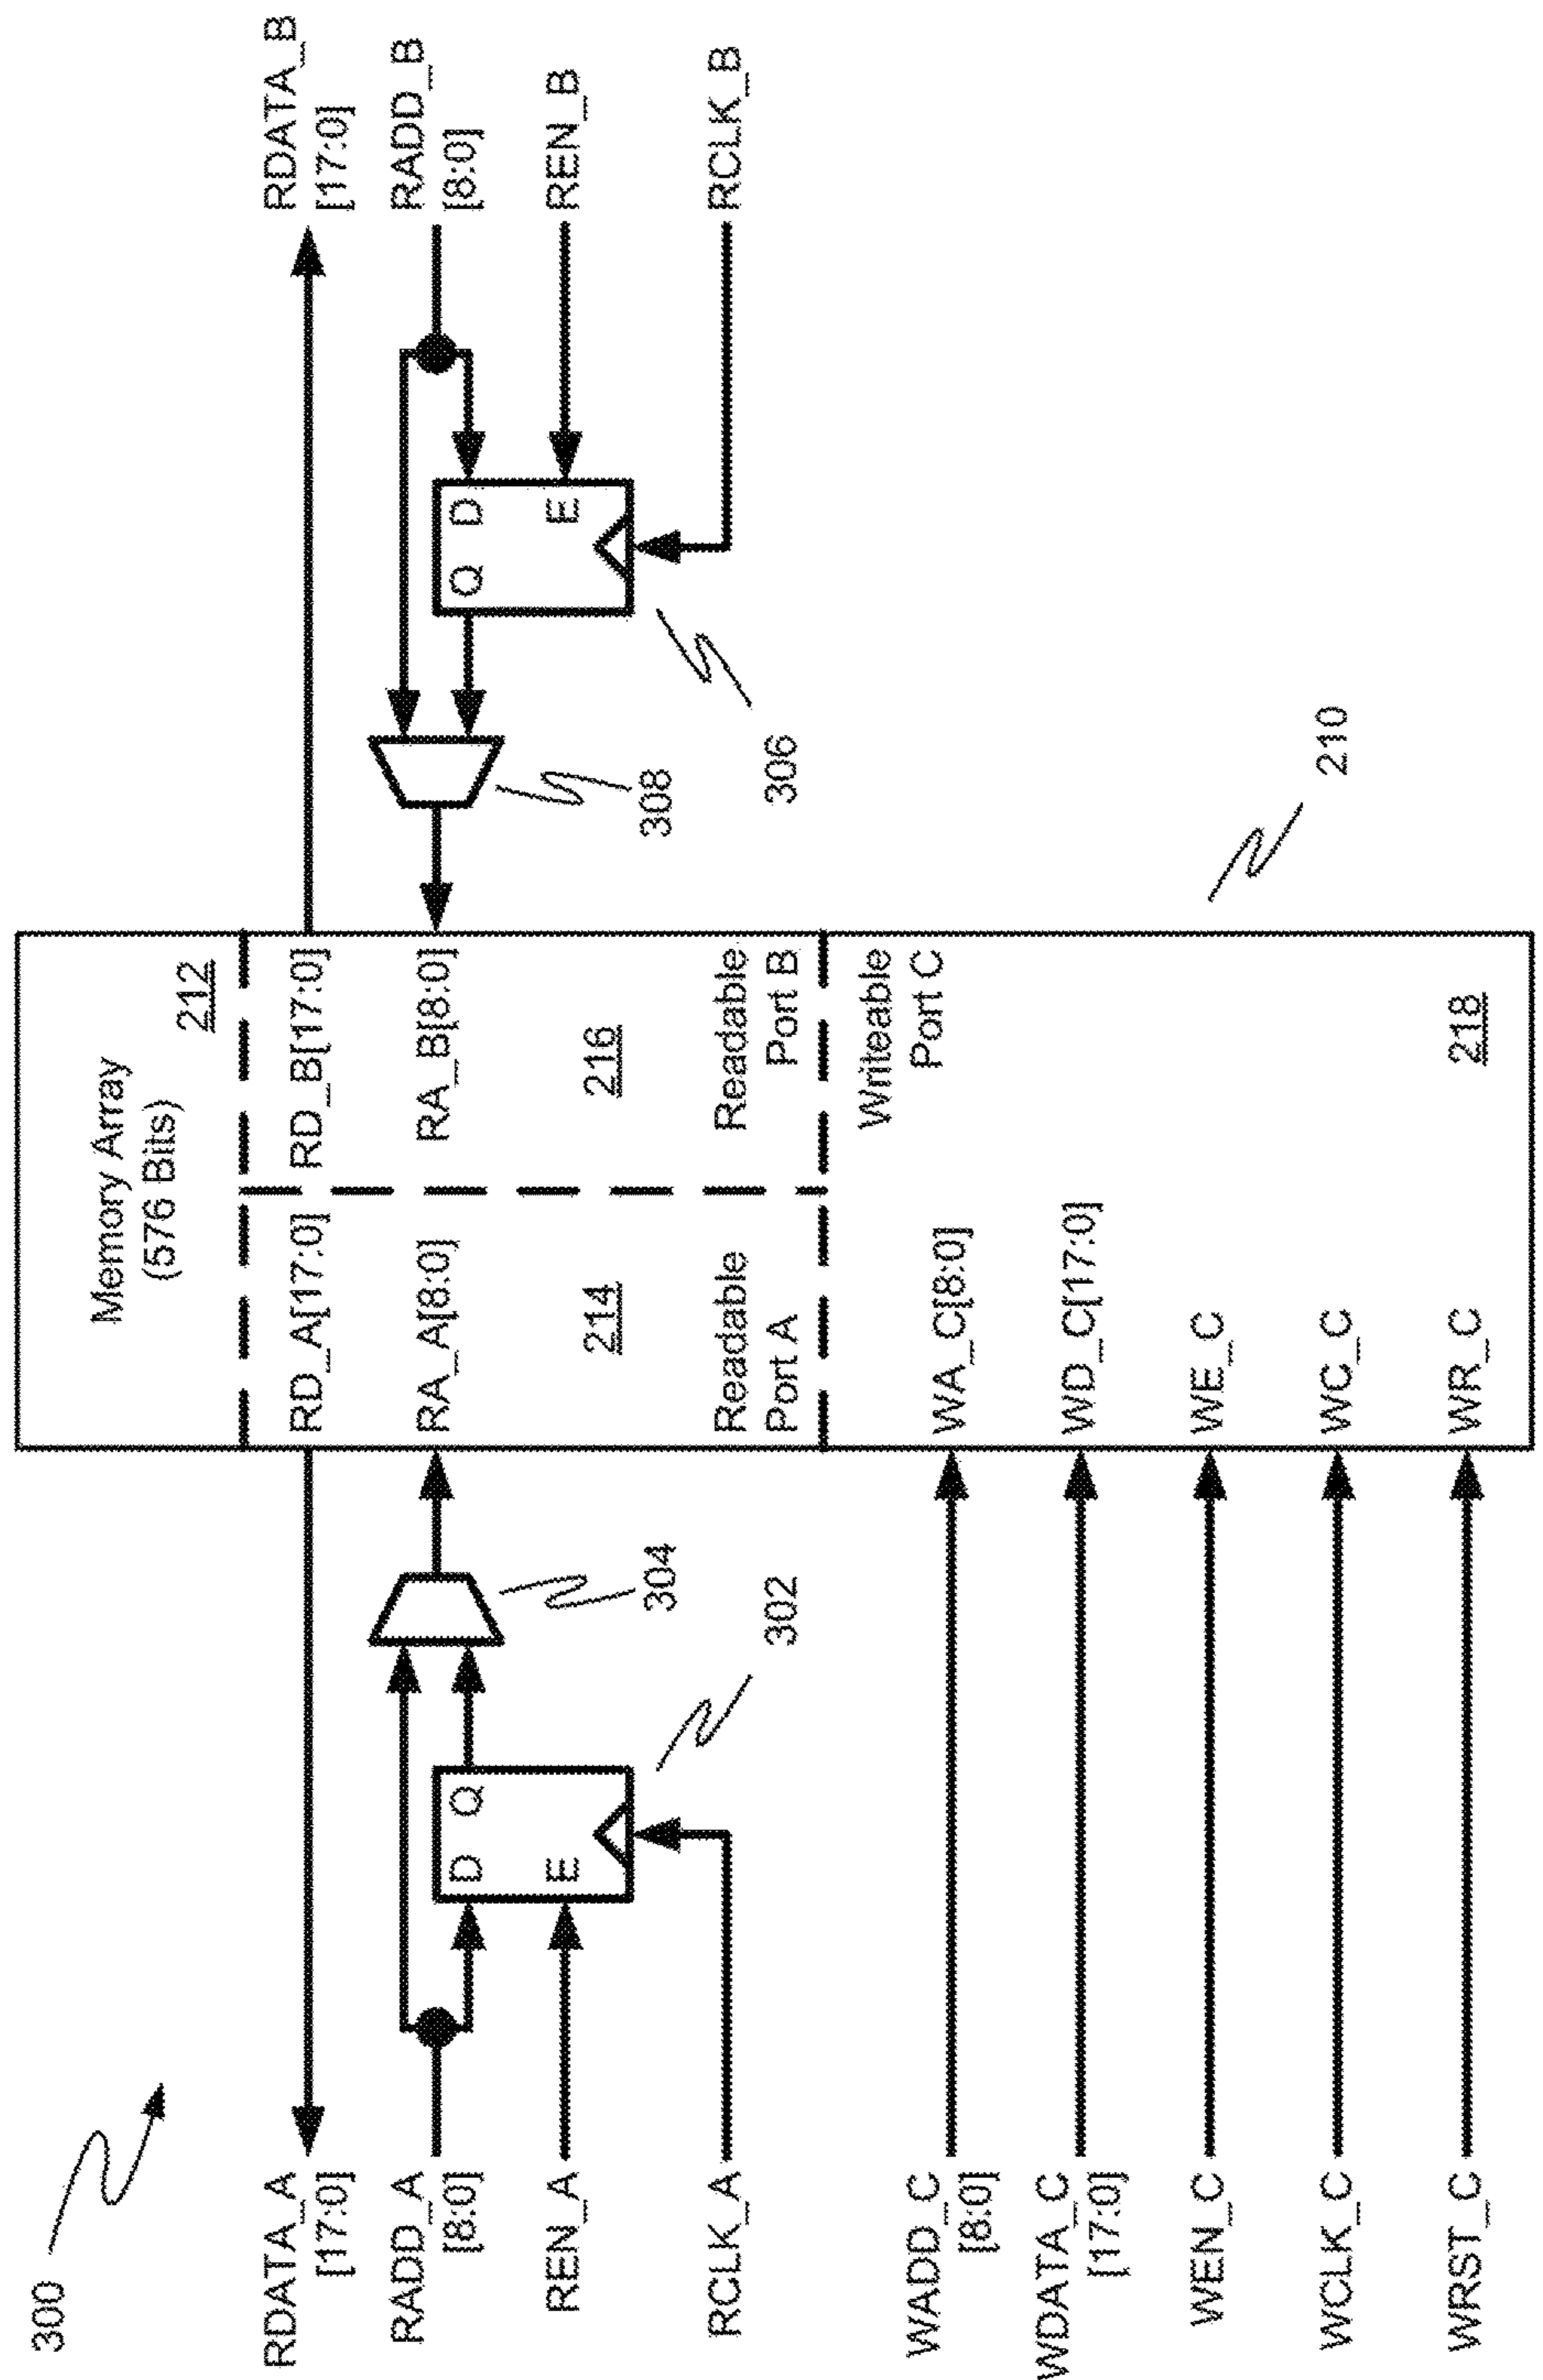 300
RDATA_A
[17:0]
RADD_A
[8:0]
REN_A
RCLK_A
WADD_C
[8:0]
WDATA_C
[17:0]
WEN_C
WCLK_C
WRST_C
D Q
E
302
304
Memory Array
(576 Bits)
212
RD_A[17:0]
RD_B[17:0]
RA_A[8:0]
RA_B[8:0]
214
216
Readable
Port A
Readable
Port B
Writeable
Port C
WA_C[8:0]
WD_C[17:0]
WE_C
WC_C
WR_C
218
210
308
306
Q D
E
RDATA_B
[17:0]
RADD_B
[8:0]
REN_B
RCLK_B